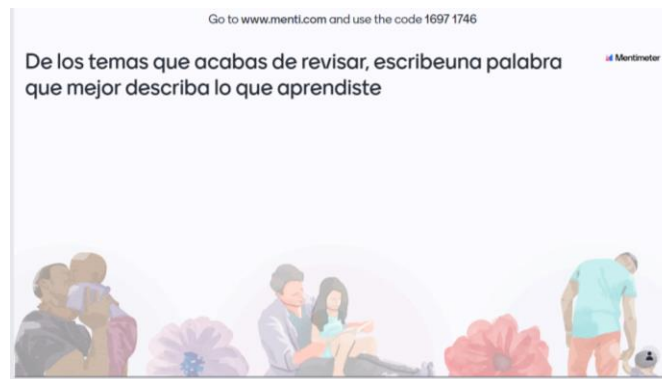 Go to www.menti.com and use the code 1697 1746
De los temas que acabas de revisar, escribeuna palabra
que mejor describa lo que aprendiste
Mentimeter